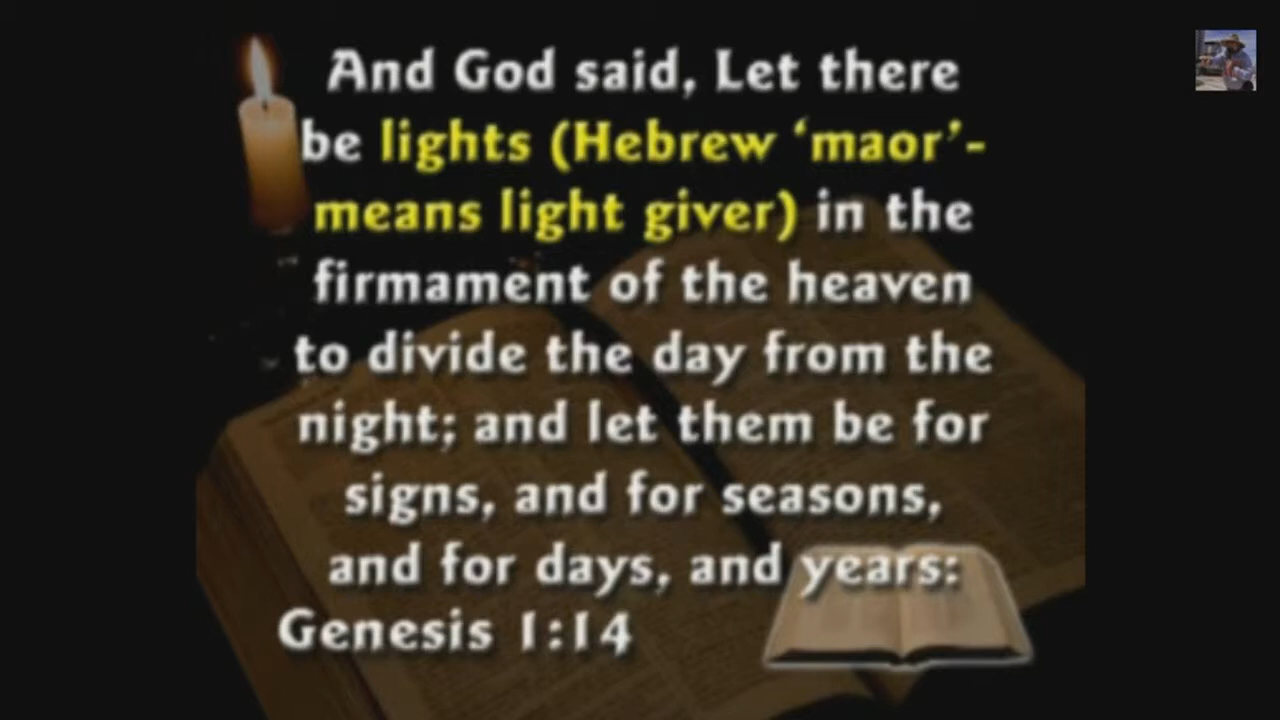 And God said, Let there
be lights (Hebrew ‘maor’-
means light giver) in the
firmament of the heaven
to divide the day from the
night; and let them be for
signs, and for seasons,
and for days, and years:
Genesis 1:14